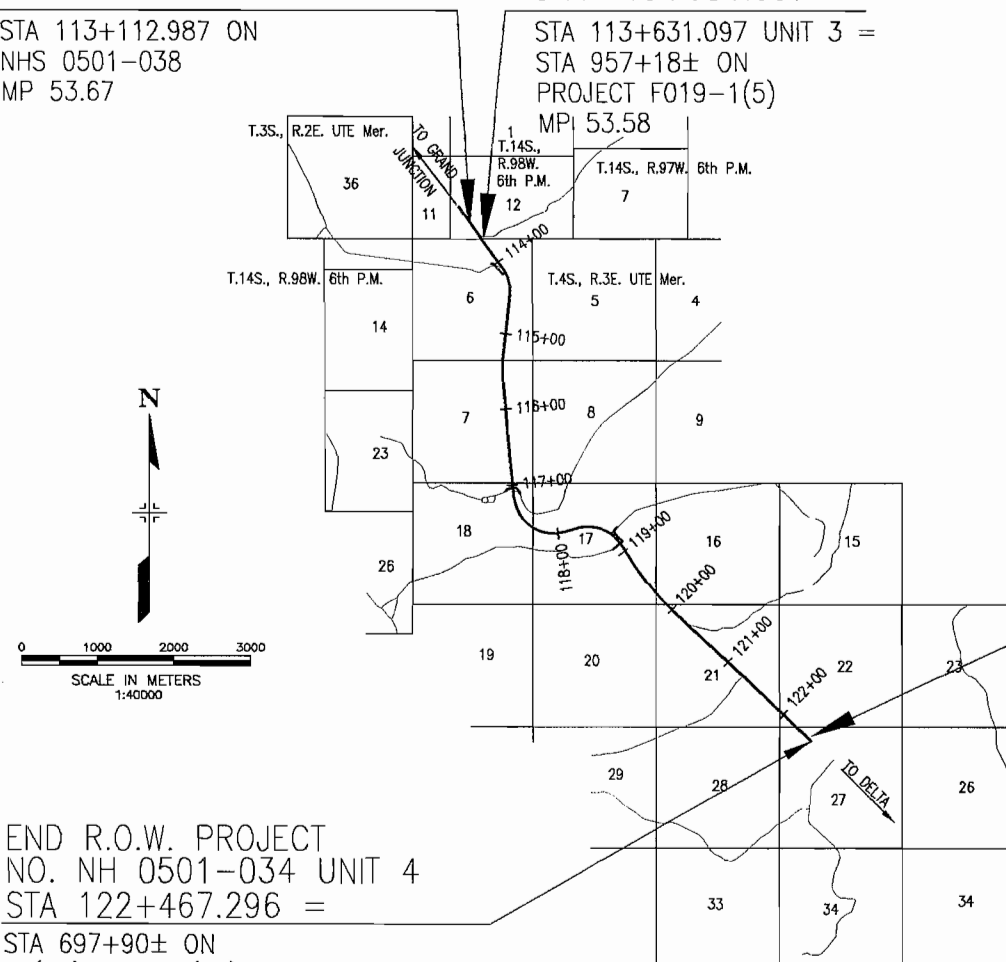 STA 113+112.987 ON
NHS 0501-038
MP 53.67
STA 113+631.097 UNIT 3 =
STA 957+18± ON
PROJECT F019-1(5)
MP 53.58
T.3S., R.2E. UTE Mer.
TO GRAND
JUNCTION
1
T.14S.,
R.98W.
6th P.M.
T.14S., R.97W. 6th P.M.
36
11
12
7
114+00
T.14S., R.98W. 6th P.M.
T.4S., R.3E. UTE Mer.
6
5
4
14
115+00
N
7
116+00
8
9
23
117+00
18
17
118+00
119+00
16
15
26
120+00
0 1000 2000 3000
SCALE IN METERS
1:40000
19
20
21
121+00
22
23
122+00
29
28
TO DELTA
27
26
END R.O.W. PROJECT
NO. NH 0501-034 UNIT 4
STA 122+467.296 =
33
34
34
STA 697+90± ON